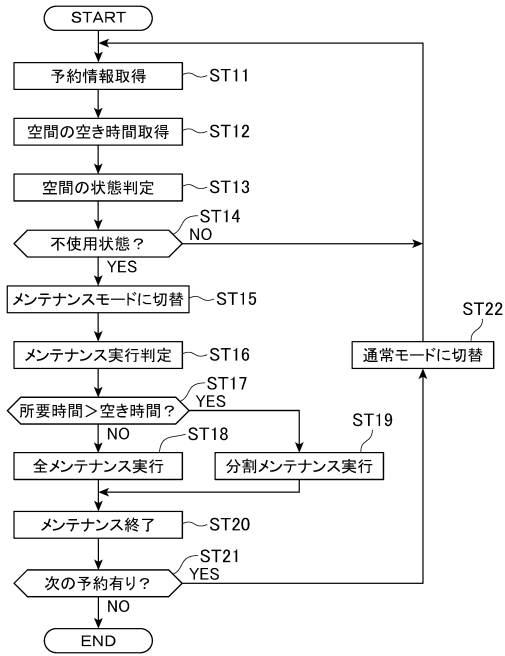 START
予約情報取得
ST11
空間の空き時間取得
ST12
空間の状態判定
ST13
ST14
不使用状態？
NO
YES
メンテナンスモードに切替
ST15
ST22
通常モードに切替
メンテナンス実行判定
ST16
ST17
所要時間＞空き時間？
YES
NO
ST18
ST19
全メンテナンス実行
分割メンテナンス実行
メンテナンス終了
ST20
ST21
次の予約有り？
YES
NO
END